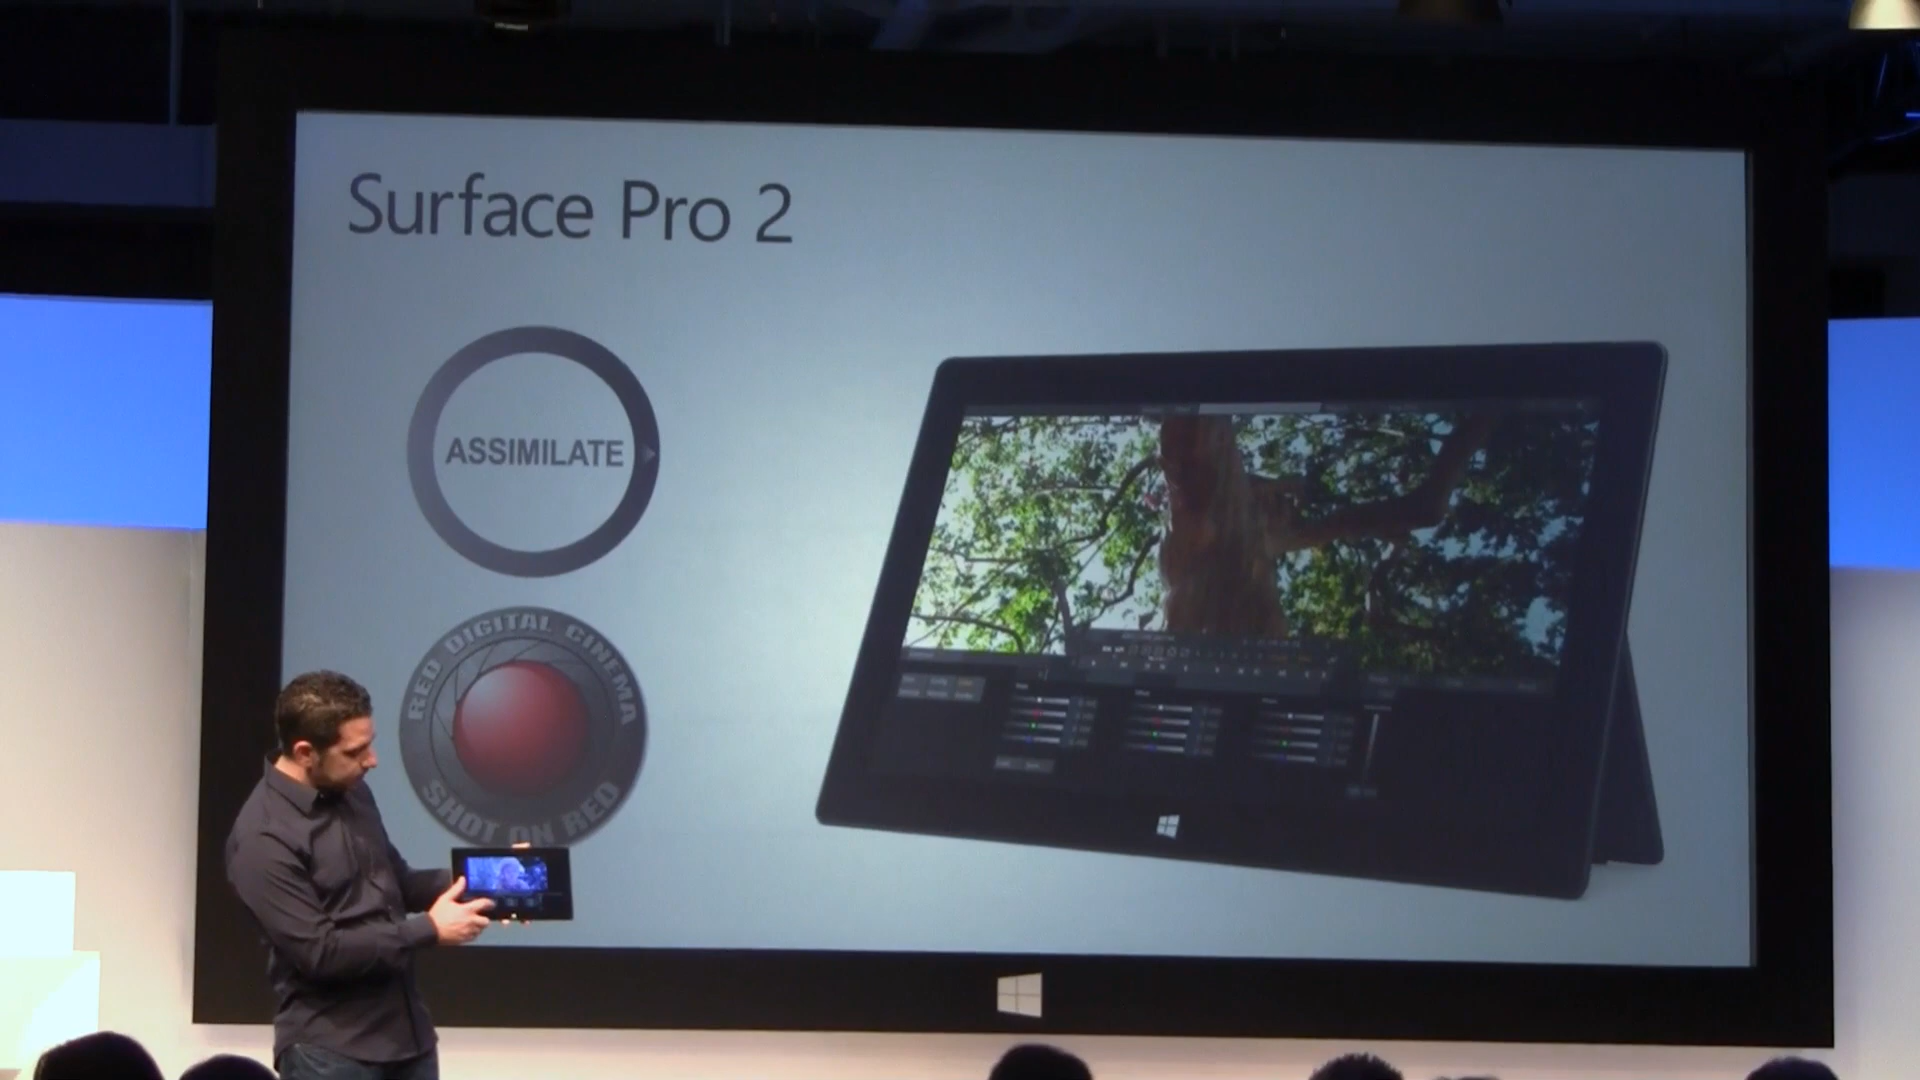 Surface Pro 2
ASSIMILATE
RED DIGITAL CINEMA
SHOT ON RED